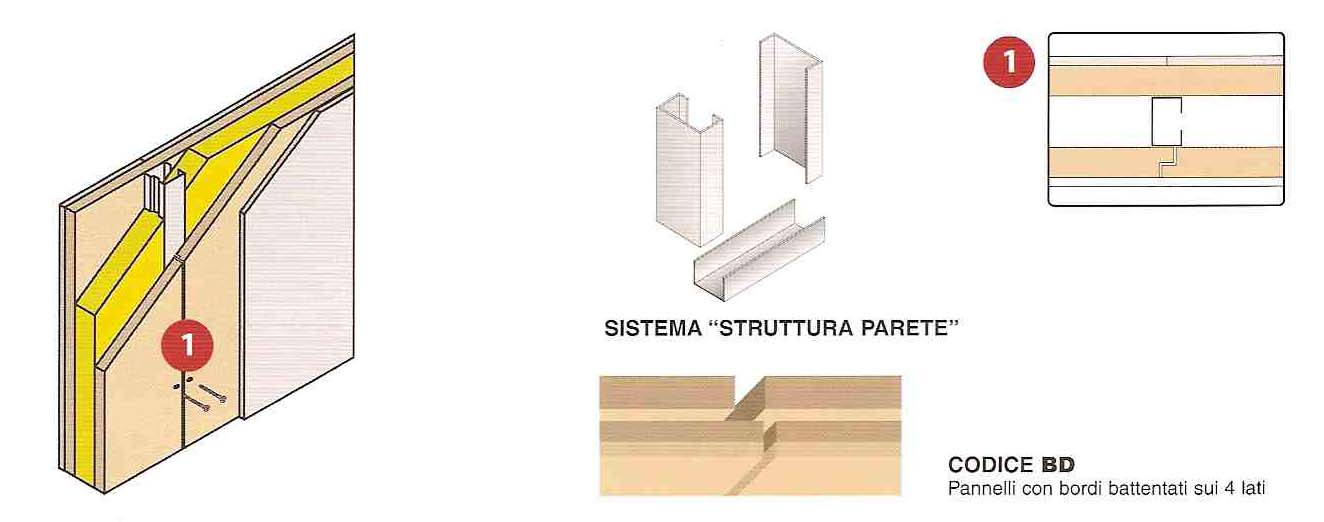 1
1
SISTEMA “STRUTTURA PARETE”
CODICE BD
Pannelli con bordi battentati sui 4 lati